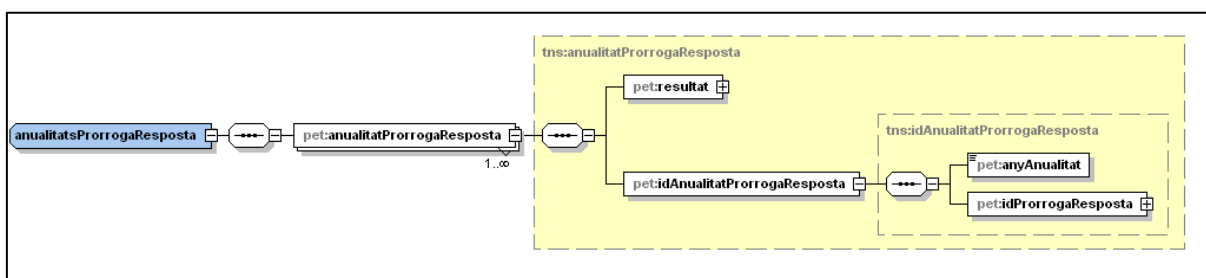 tns:anualitatProrrogaResposta
pet:resultat
tns:idAnualitatProrrogaResposta
anualitatsProrrogaResposta
pet:anualitatProrrogaResposta
1..∞
pet:anyAnualitat
pet:idAnualitatProrrogaResposta
pet:idProrrogaResposta